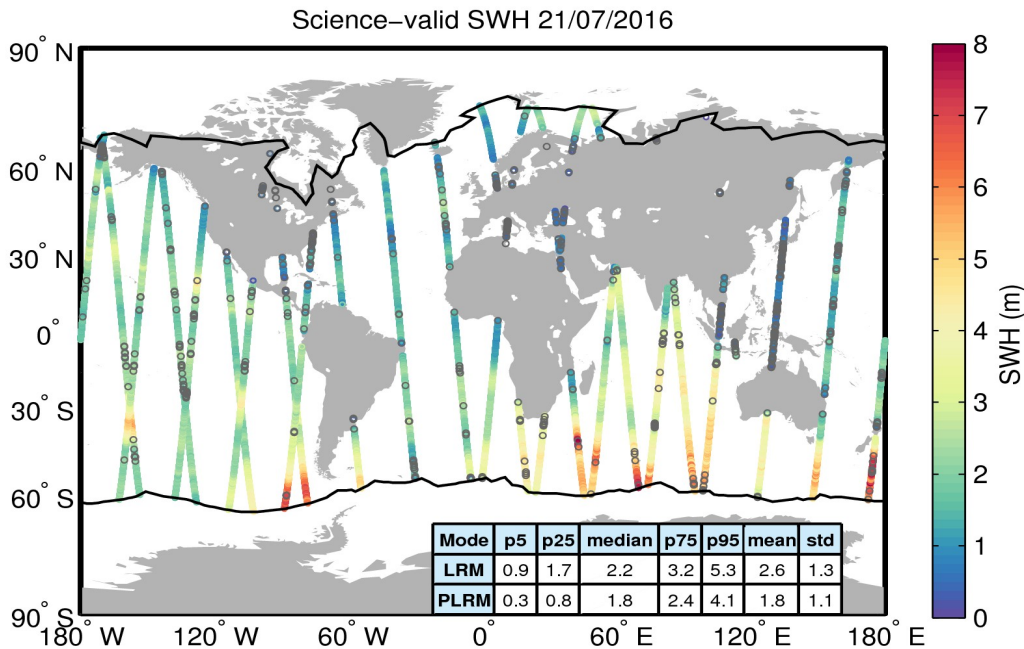 Science−valid SWH 21/07/2016
90° N
60° N
30° N
0°
30° S
60° S
90° S
180° W
120° W
60° W
0°
60° E
120° E
180° E
8
7
6
5
4
3
2
1
0
SWH (m)
Mode p5 p25 median p75 p95 mean std
LRM 0.9 1.7 2.2 3.2 5.3 2.6 1.3
PLRM 0.3 0.8 1.8 2.4 4.1 1.8 1.1